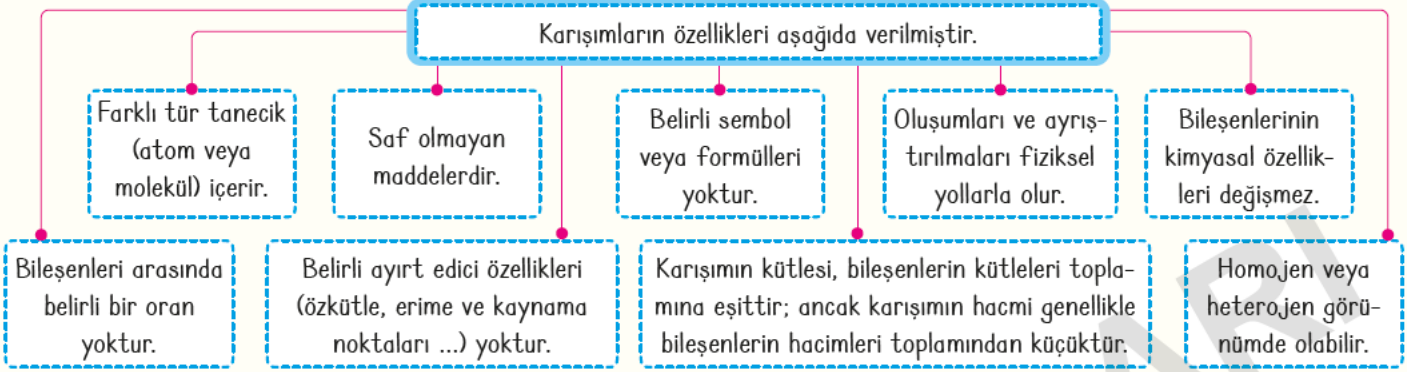 Karışımların özellikleri aşağıda verilmiştir.
Farklı tür tanecik
(atom veya
molekül) içerir.
Saf olmayan
maddelerdir.
Belirli sembol
veya formülleri
yoktur.
Oluşumları ve ayrış-
tırılmaları fiziksel
yollarla olur.
Bileşenlerinin
kimyasal özellik-
leri değişmez.
Bileşenleri arasında
belirli bir oran
yoktur.
Belirli ayırt edici özellikleri
(özkütle, erime ve kaynama
noktaları ...) yoktur.
Karışımın kütlesi, bileşenlerin kütleleri topla-
mına eşittir; ancak karışımın hacmi genellikle
bileşenlerin hacimleri toplamından küçüktür.
Homojen veya
heterojen görü-
nümde olabilir.
ARI